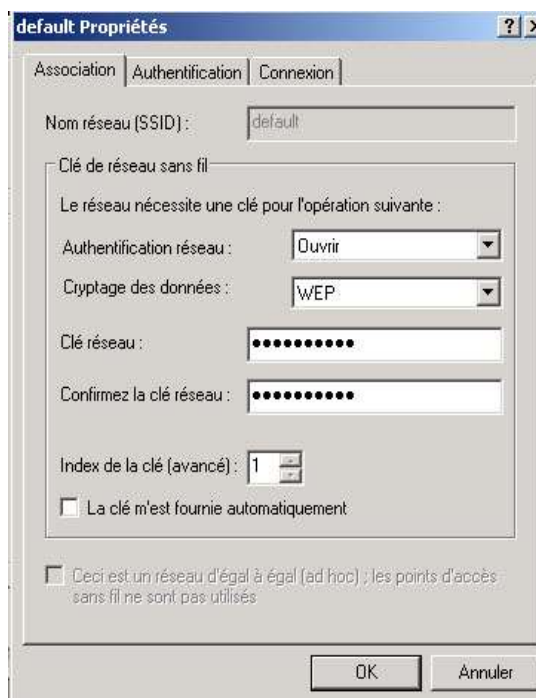 default Propriétés
Association
Authentification
Connexion
Nom réseau (SSID) :
default
Clé de réseau sans fil
Le réseau nécessite une clé pour l'opération suivante :
Authentification réseau :
Ouvrir
Cryptage des données :
WEP
Clé réseau :
••••••••••
Confirmez la clé réseau :
••••••••••
Index de la clé (avancé) :
1
La clé m'est fournie automatiquement
Ceci est un réseau d'égal à égal (ad hoc) ; les points d'accès
sans fil ne sont pas utilisés
OK
Annuler